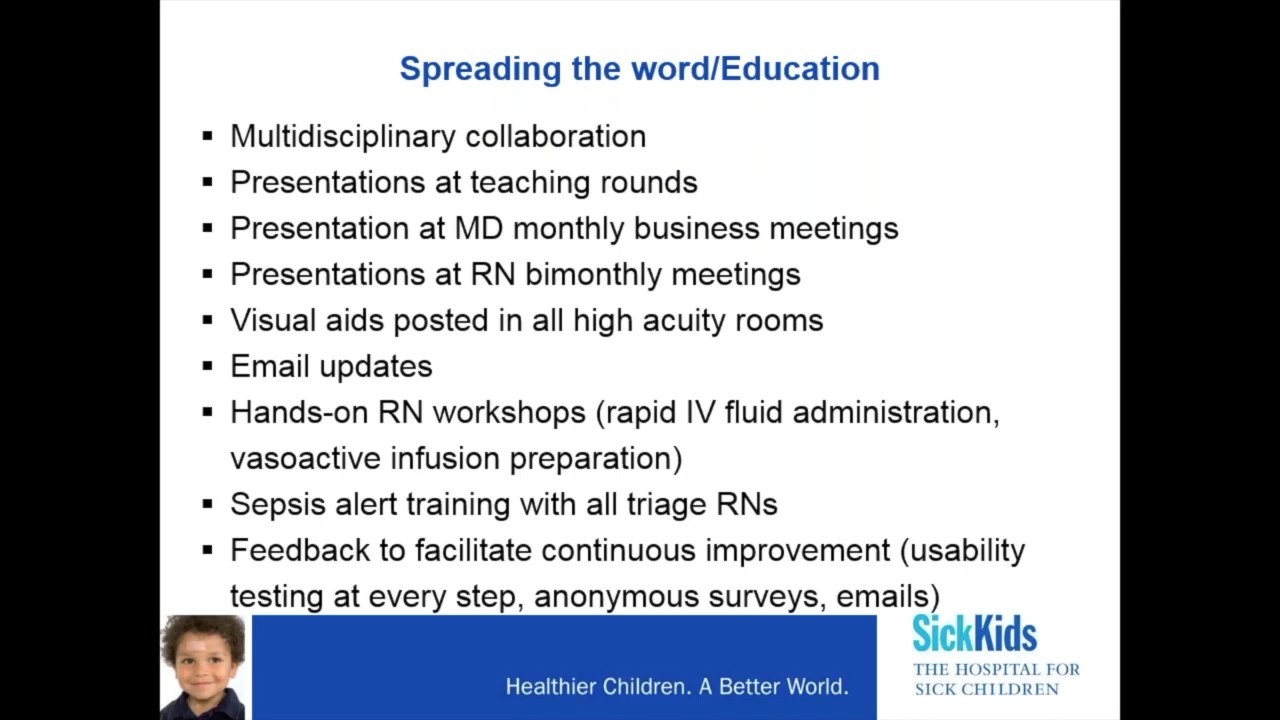 Spreading the word/Education
▪ Multidisciplinary collaboration
▪ Presentations at teaching rounds
▪ Presentation at MD monthly business meetings
▪ Presentations at RN bimonthly meetings
▪ Visual aids posted in all high acuity rooms
▪ Email updates
▪ Hands-on RN workshops (rapid IV fluid administration,
vasoactive infusion preparation)
▪ Sepsis alert training with all triage RNs
▪ Feedback to facilitate continuous improvement (usability
testing at every step, anonymous surveys, emails)
Healthier Children. A Better World.
SickKids
THE HOSPITAL FOR
SICK CHILDREN